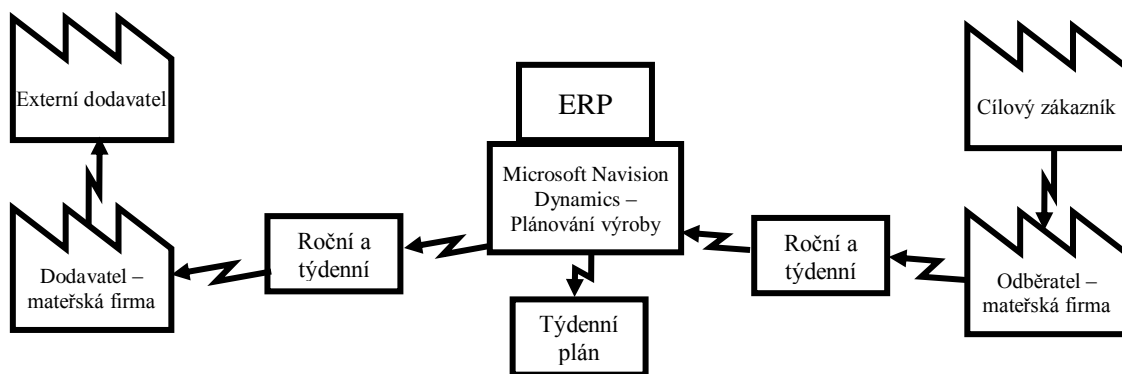 Externí dodavatel
ERP
Cílový zákazník
Microsoft Navision
Dynamics –
Plánování výroby
Roční a
týdenní
Roční a
týdenní
Dodavatel –
mateřská firma
Odběratel –
mateřská firma
Týdenní
plán